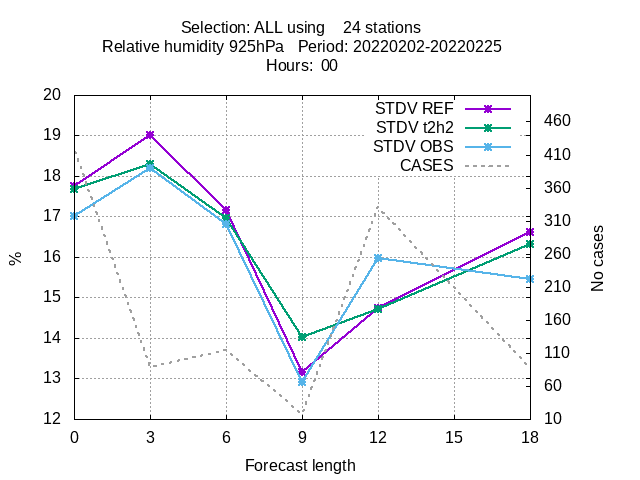 Selection: ALL using    24 stations
Relative humidity 925hPa   Period: 20220202-20220225
Hours:  00
20
19
18
17
16
15
14
13
12
%
STDV REF
STDV t2h2
STDV OBS
CASES
460
410
360
310
260
210
160
110
60
10
No cases
0 3 6 9 12 15 18
Forecast length